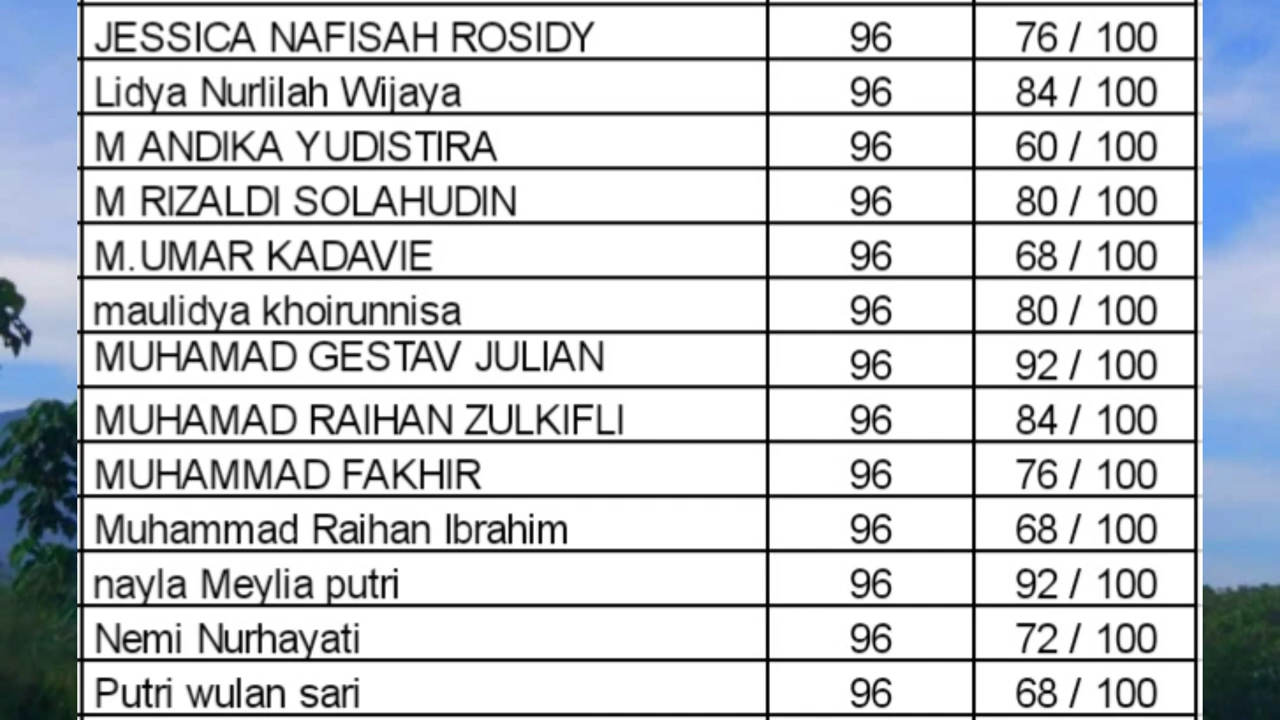 JESSICA NAFISAH ROSIDY 96 76 / 100
Lidya Nurlilah Wijaya 96 84 / 100
M ANDIKA YUDISTIRA 96 60 / 100
M RIZALDI SOLAHUDIN 96 80 / 100
M.UMAR KADAVIE 96 68 / 100
maulidya khoirunnisa 96 80 / 100
MUHAMAD GESTAV JULIAN 96 92 / 100
MUHAMAD RAIHAN ZULKIFLI 96 84 / 100
MUHAMMAD FAKHIR 96 76 / 100
Muhammad Raihan Ibrahim 96 68 / 100
nayla Meylia putri 96 92 / 100
Nemi Nurhayati 96 72 / 100
Putri wulan sari 96 68 / 100